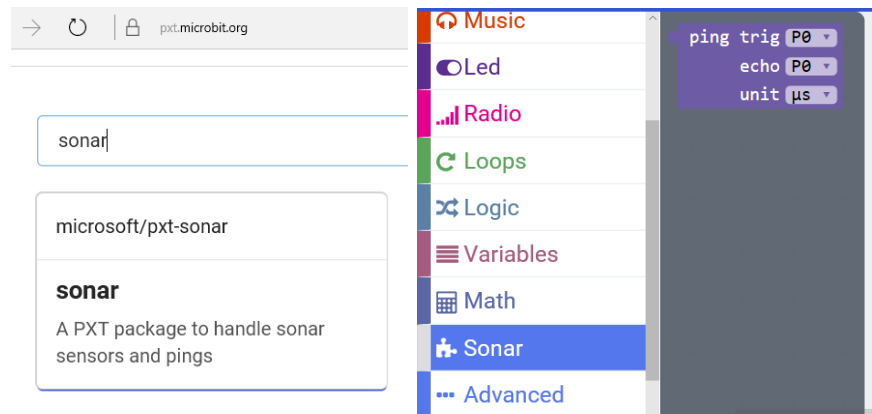 pxt.microbit.org
sonar
microsoft/pxt-sonar
sonar
A PXT package to handle sonar
sensors and pings
Music
Led
Radio
Loops
Logic
Variables
Math
Sonar
Advanced
ping trig P0
echo P0
unit µs